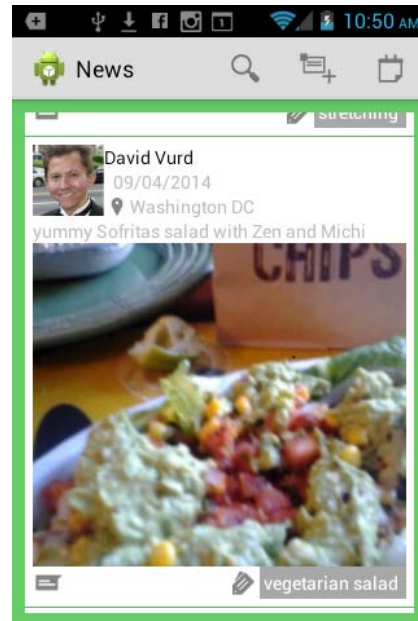 10:50 AM
News
stretching
David Vurd
09/04/2014
Washington DC
yummy Sofritas salad with Zen and Michi
CHIPS
vegetarian salad